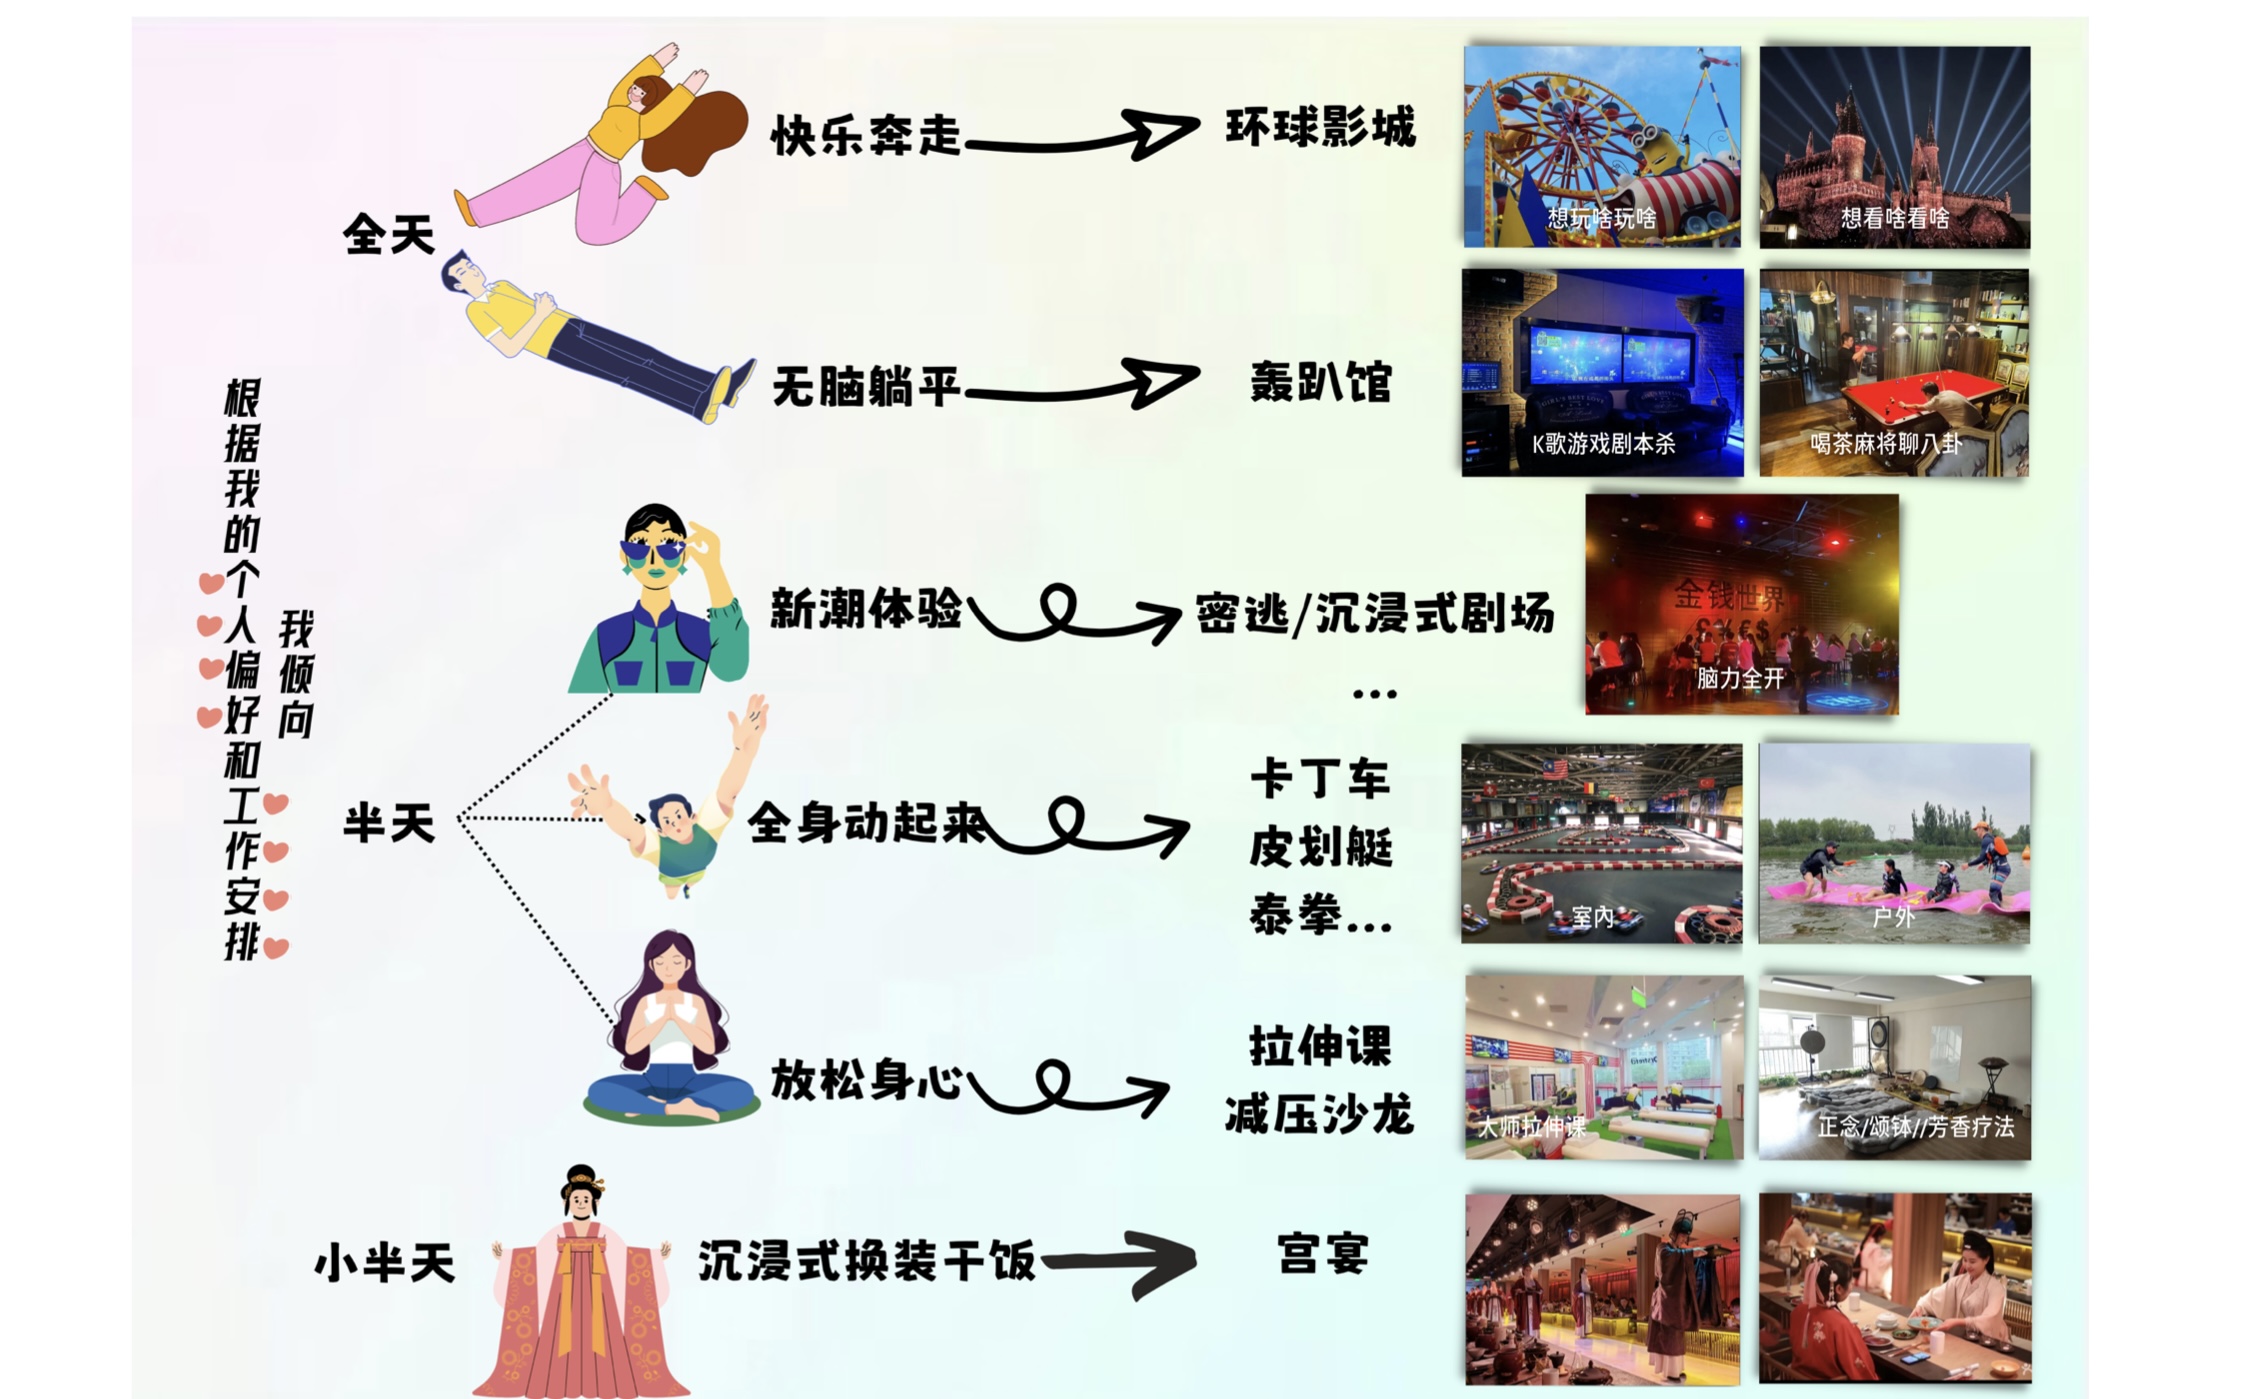 根据我的个人偏好和工作安排
我倾向
全天
快乐奔走
环球影城
想玩啥玩啥
想看啥看啥
无脑躺平
轰趴馆
K歌游戏剧本杀
喝茶麻将聊八卦
GIRL'S BEST LOVE
半天
新潮体验
密逃/沉浸式剧场
...
金钱世界
脑力全开
全身动起来
卡丁车
皮划艇
泰拳...
室内
户外
放松身心
拉伸课
减压沙龙
大师拉伸课
正念/颂钵//芳香疗法
小半天
沉浸式换装干饭
宫宴